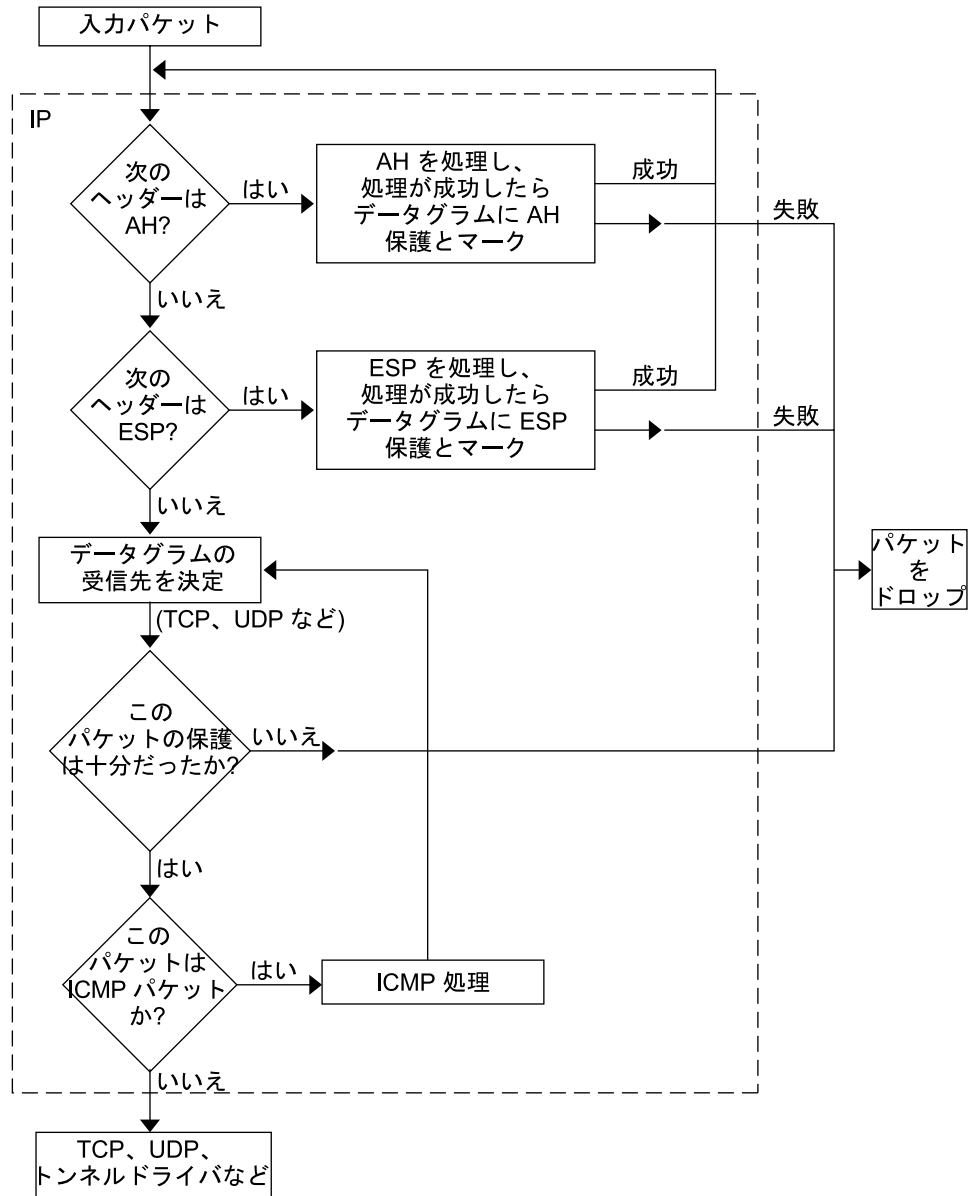 入力パケット
IP
次の
ヘッダーは
AH?
はい
AH を処理し、
処理が成功したら
データグラムに AH
保護とマーク
成功
失敗
いいえ
次の
ヘッダーは
ESP?
はい
ESP を処理し、
処理が成功したら
データグラムに ESP
保護とマーク
成功
失敗
いいえ
データグラムの
受信先を決定
パケット
を
ドロップ
(TCP、UDP など)
この
パケットの保護
は十分だったか?
いいえ
はい
この
パケットは
ICMP パケット
か?
はい
ICMP 処理
いいえ
TCP、UDP、
トンネルドライバなど